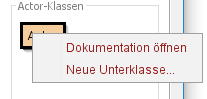 Actor-Klassen
Dokumentation öffnen
Neue Unterklasse...